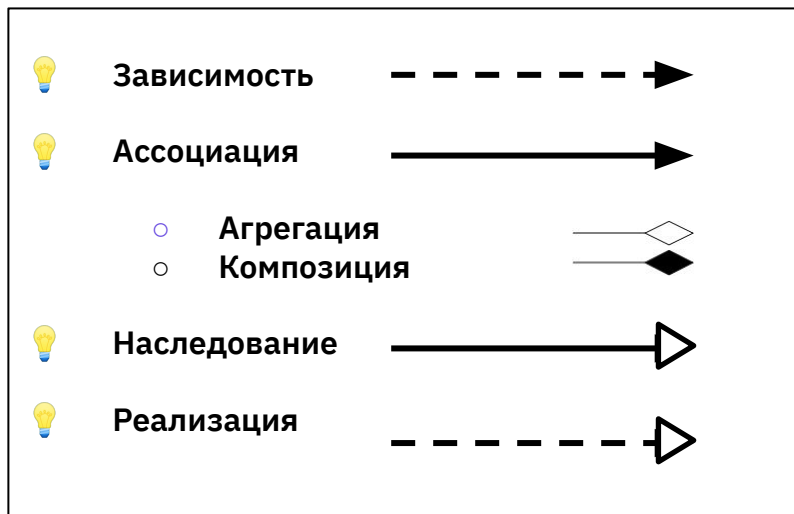 Зависимость
Ассоциация
Агрегация
Композиция
Наследование
Реализация